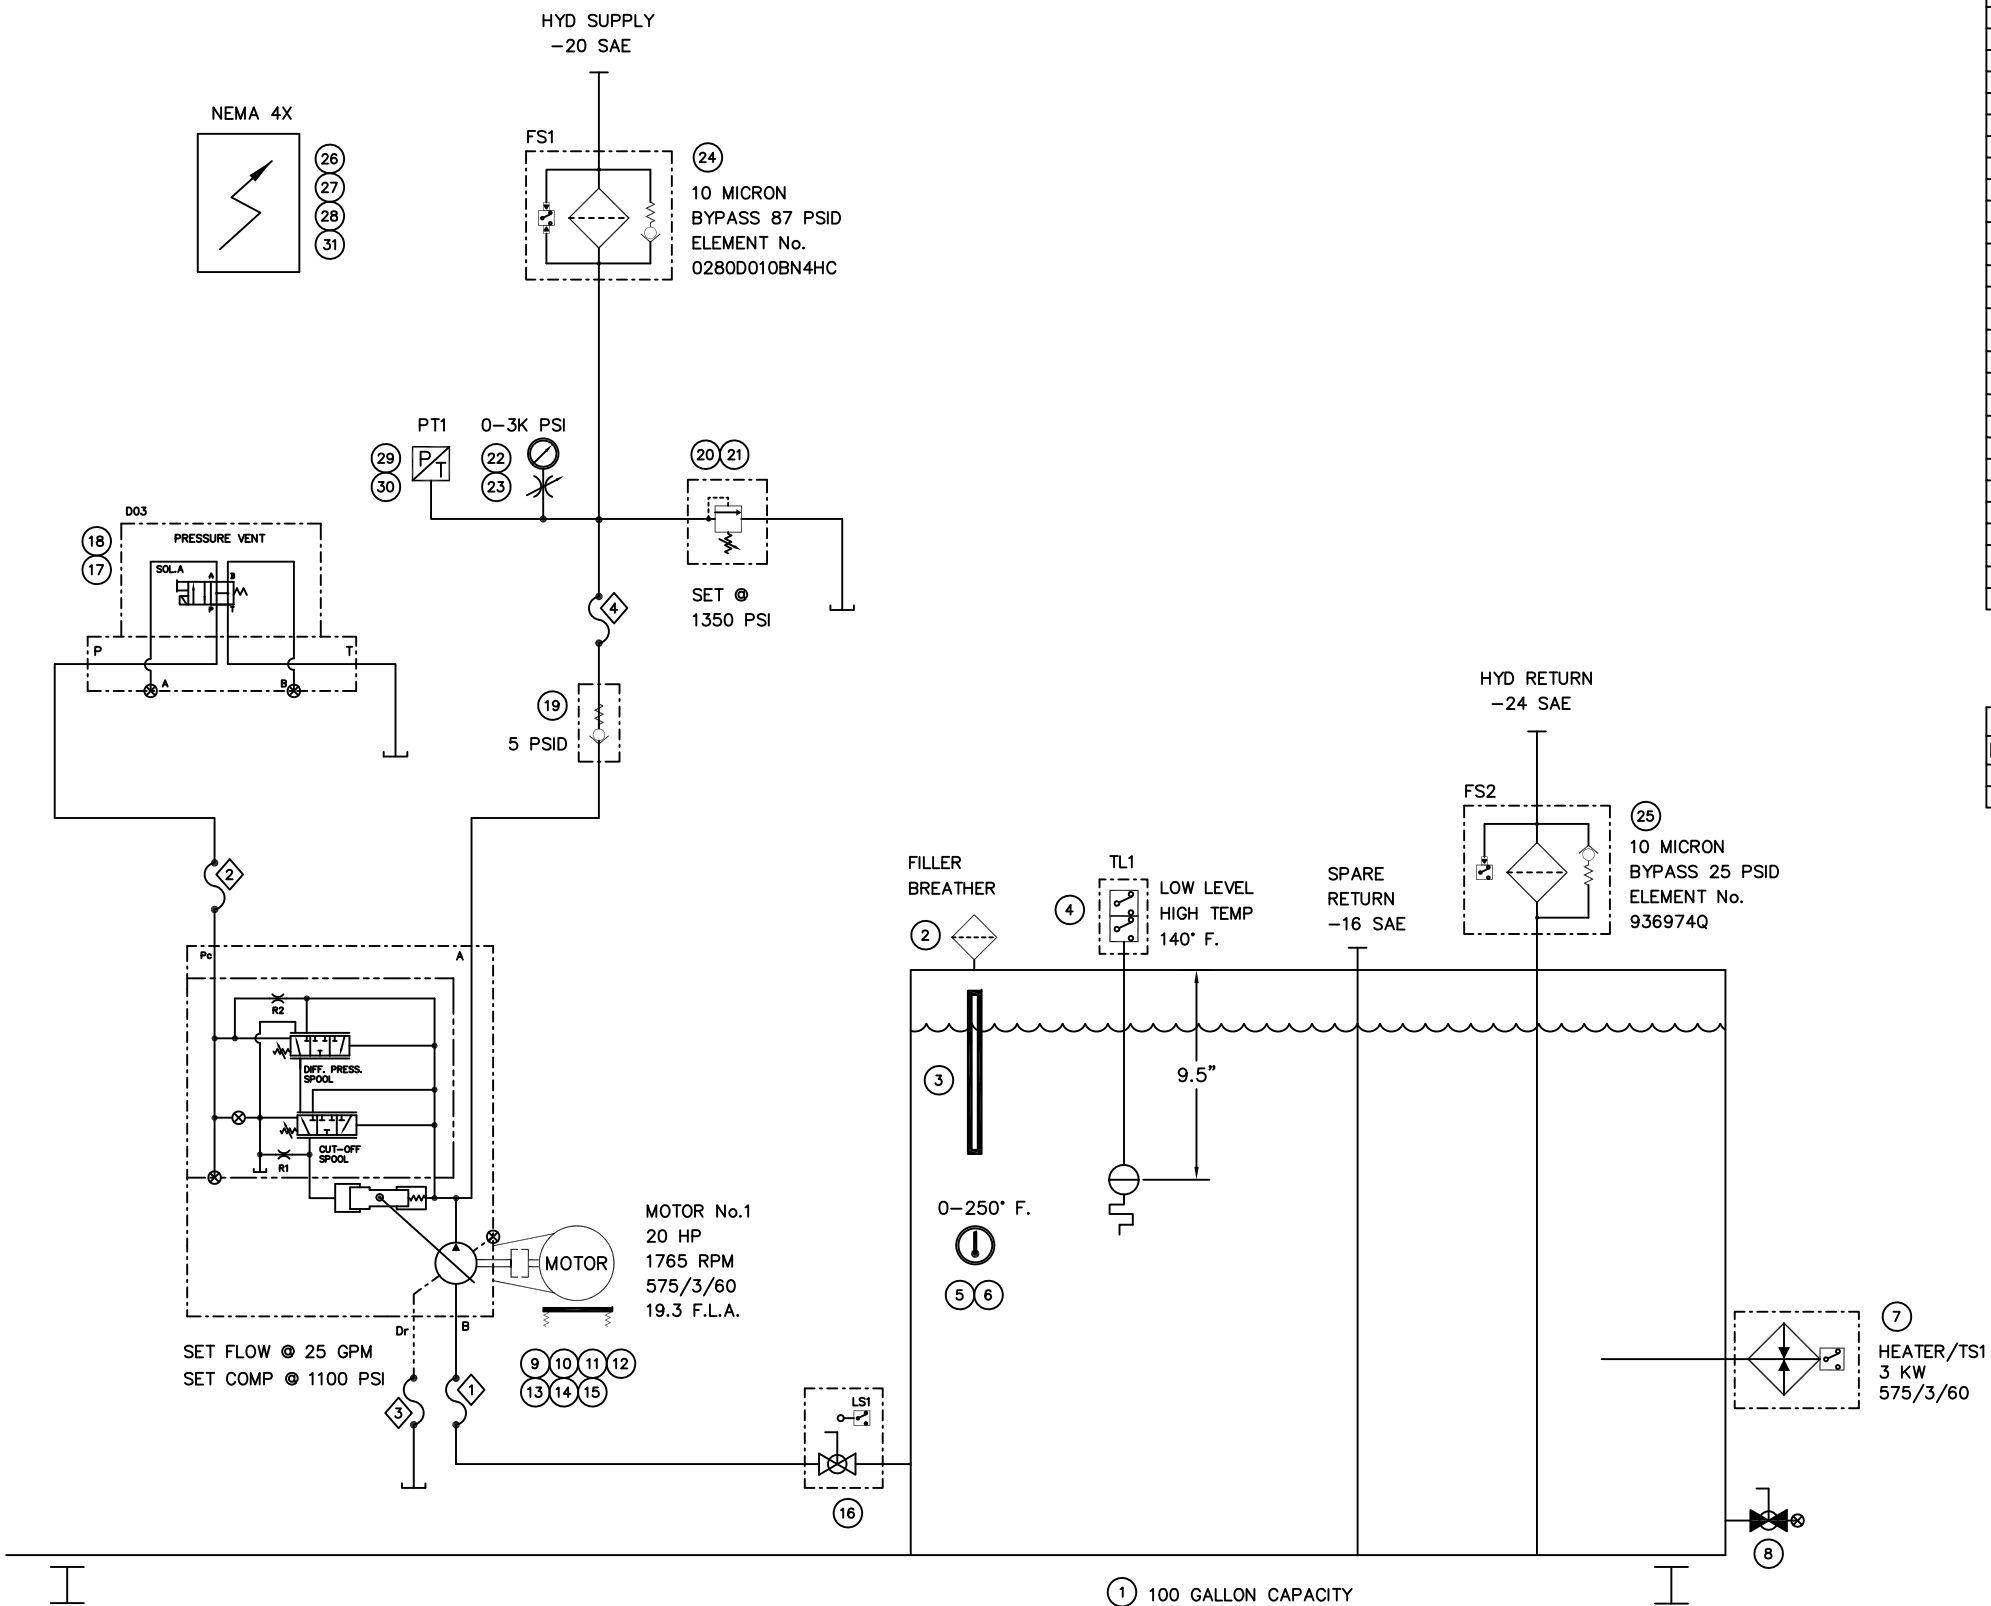 HYD SUPPLY
-20 SAE
NEMA 4X
26
27
28
31
FS1
24
10 MICRON
BYPASS 87 PSID
ELEMENT No.
0280D010BN4HC
PT1
0-3K PSI
29
30
P
T
22
23
20 21
SET @
1350 PSI
D03
18
17
PRESSURE VENT
SOL.A
A
B
P
T
P
T
A
B
4
19
5 PSID
2
HYD RETURN
-24 SAE
FS2
25
10 MICRON
BYPASS 25 PSID
ELEMENT No.
936974Q
FILLER
BREATHER
2
TL1
4
LOW LEVEL
HIGH TEMP
140° F.
SPARE
RETURN
-16 SAE
Pc
A
R2
DIFF. PRESS.
SPOOL
CUT-OFF
SPOOL
R1
3
9.5"
0-250° F.
5 6
MOTOR
MOTOR No.1
20 HP
1765 RPM
575/3/60
19.3 F.L.A.
Dr
B
SET FLOW @ 25 GPM
SET COMP @ 1100 PSI
9 10 11 12
13 14 15
3
1
LS1
16
7
HEATER/TS1
3 KW
575/3/60
8
1 100 GALLON CAPACITY